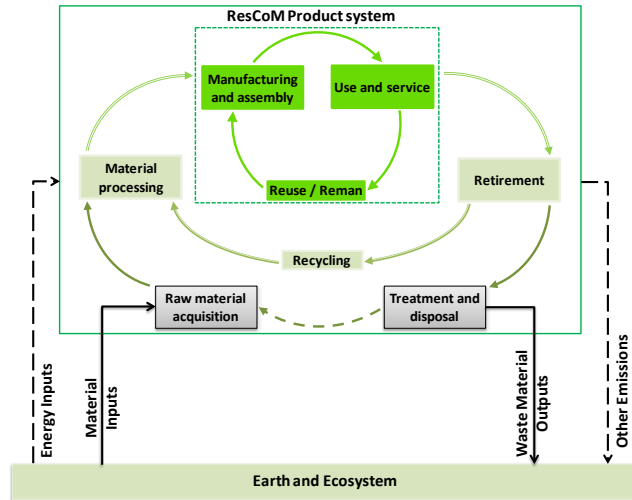 ResCoM Product system
Manufacturing
and assembly
Use and service
Reuse / Reman
Material
processing
Retirement
Recycling
Raw material
acquisition
Treatment and
disposal
Energy Inputs
Material
Inputs
Waste Material
Outputs
Other Emissions
Earth and Ecosystem